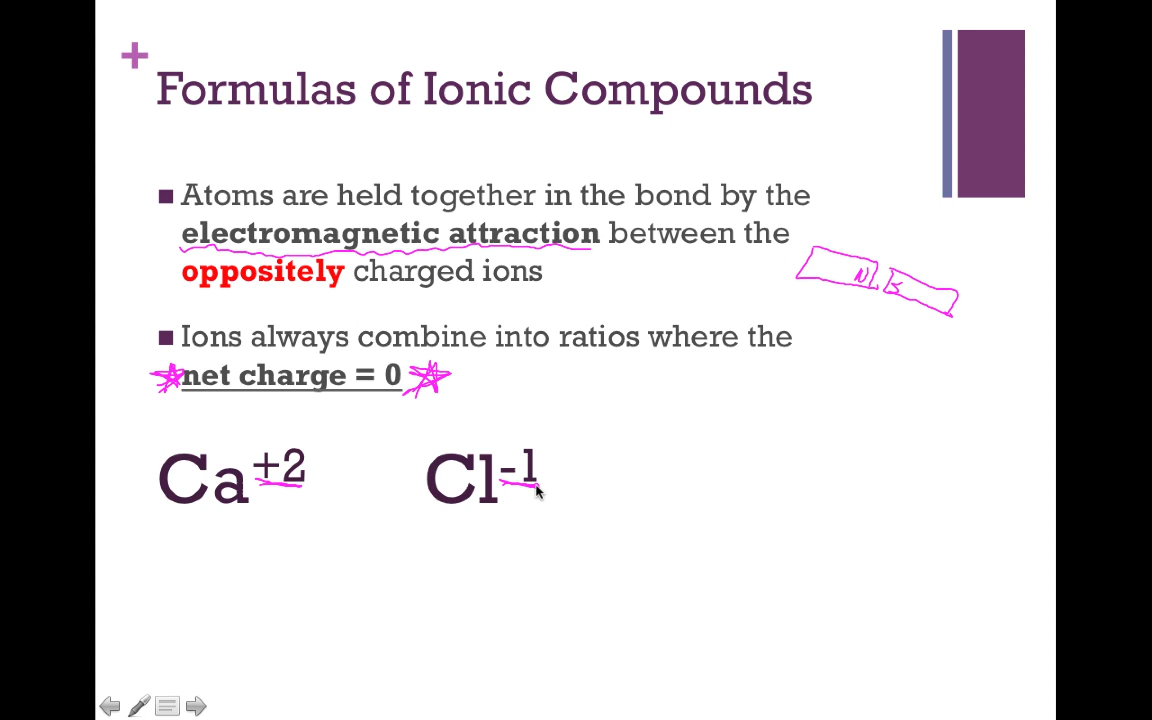 +
Formulas of Ionic Compounds
■ Atoms are held together in the bond by the
electromagnetic attraction between the
oppositely charged ions
N S
■ Ions always combine into ratios where the
net charge = 0
Ca+2 Cl-1